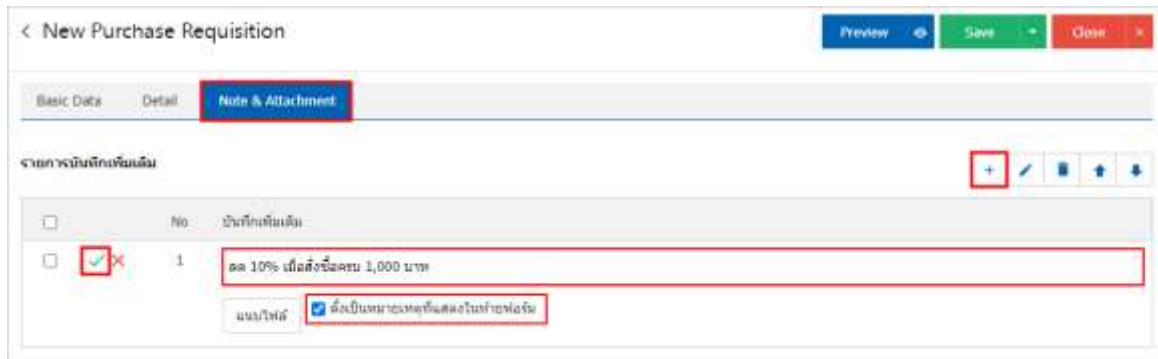 < New Purchase Requisition
Preview
Save
Close
Basic Data
Detail
Note & Attachment
รายการบันทึกเพิ่มเติม
No
บันทึกเพิ่มเติม
1
ลด 10% เมื่อสั่งซื้อครบ 1,000 บาท
แนบไฟล์
ตั้งเป็นหมายเหตุที่แสดงในท้ายฟอร์ม